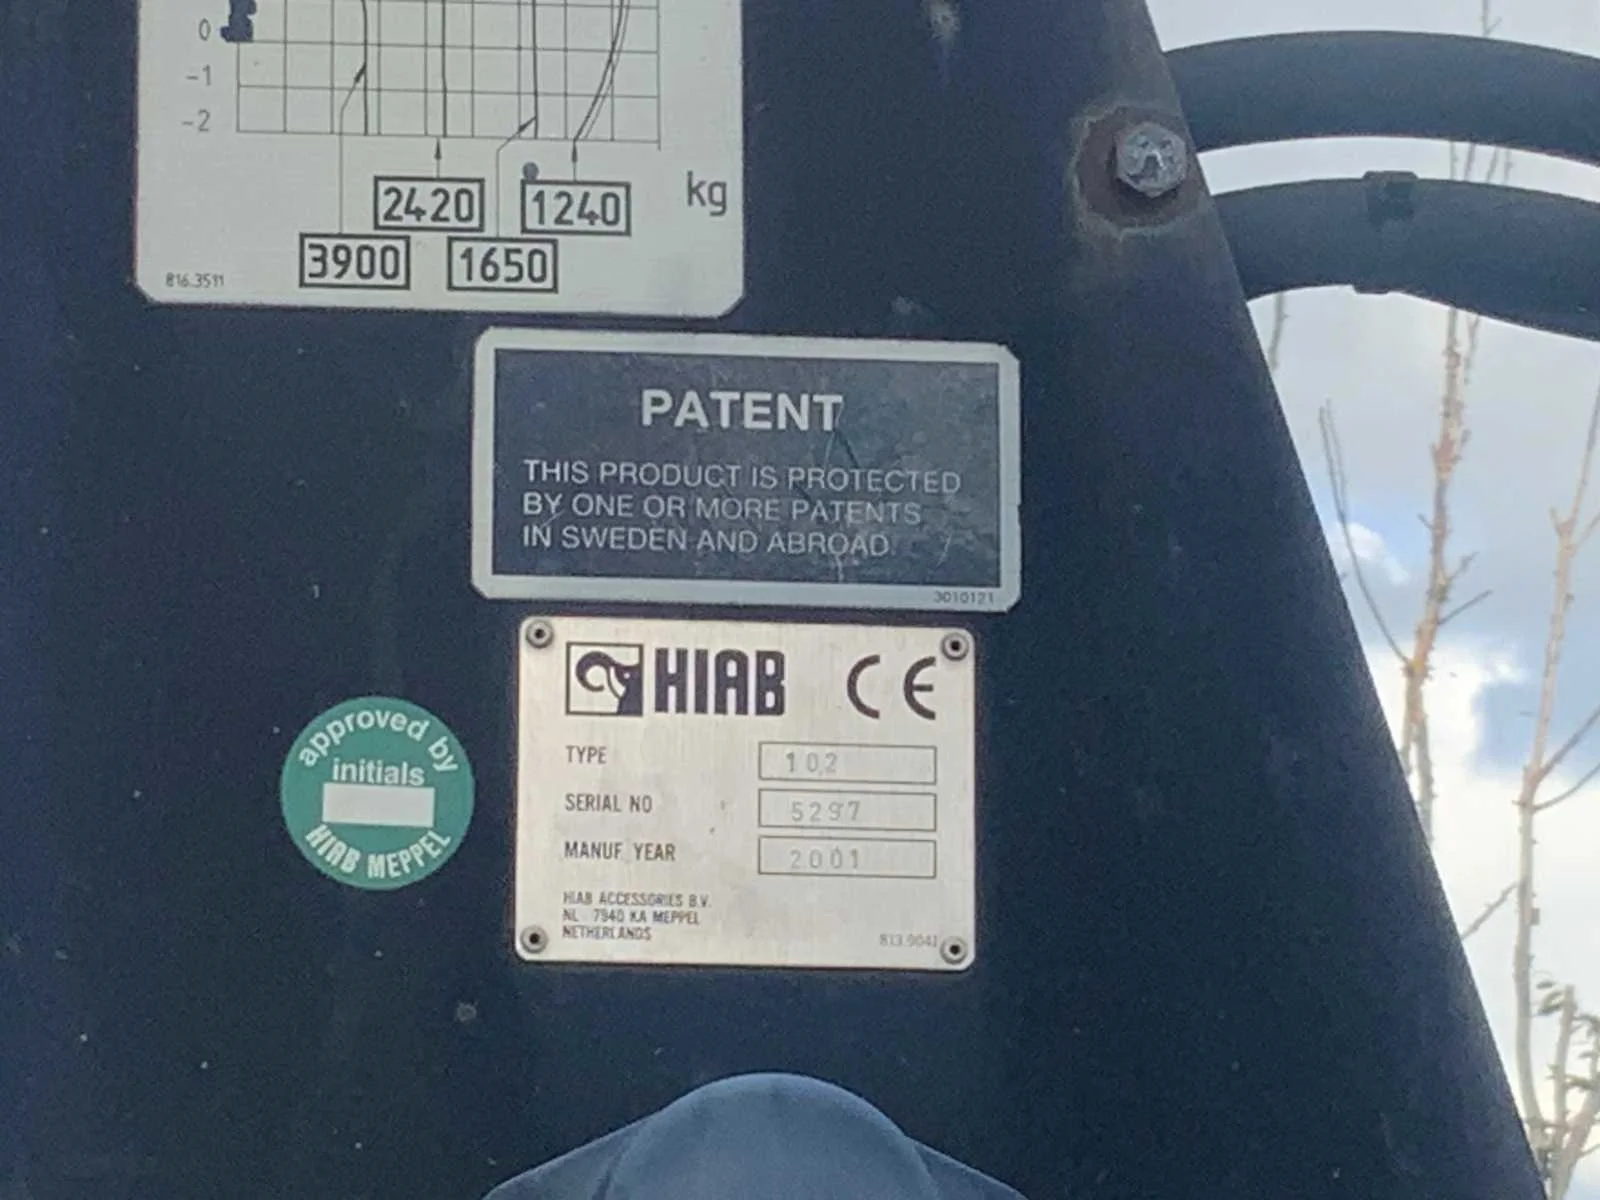 0
-1
-2
2420
1240
kg
3900
1650
816.3511
PATENT
THIS PRODUCT IS PROTECTED
BY ONE OR MORE PATENTS
IN SWEDEN AND ABROAD.
3010121
HIAB CE
TYPE 102
SERIAL NO 5297
MANUF. YEAR 2001
HIAB ACCESSORIES B.V.
NL 7940 KA MEPPEL
NETHERLANDS
813.9041
approved by
initials
HIAB MEPPEL